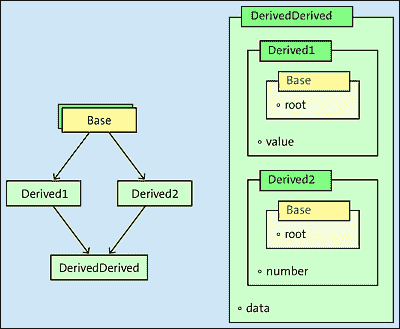 Base
Derived1
Derived2
DerivedDerived
DerivedDerived
Derived1
Base
root
value
Derived2
Base
root
number
data